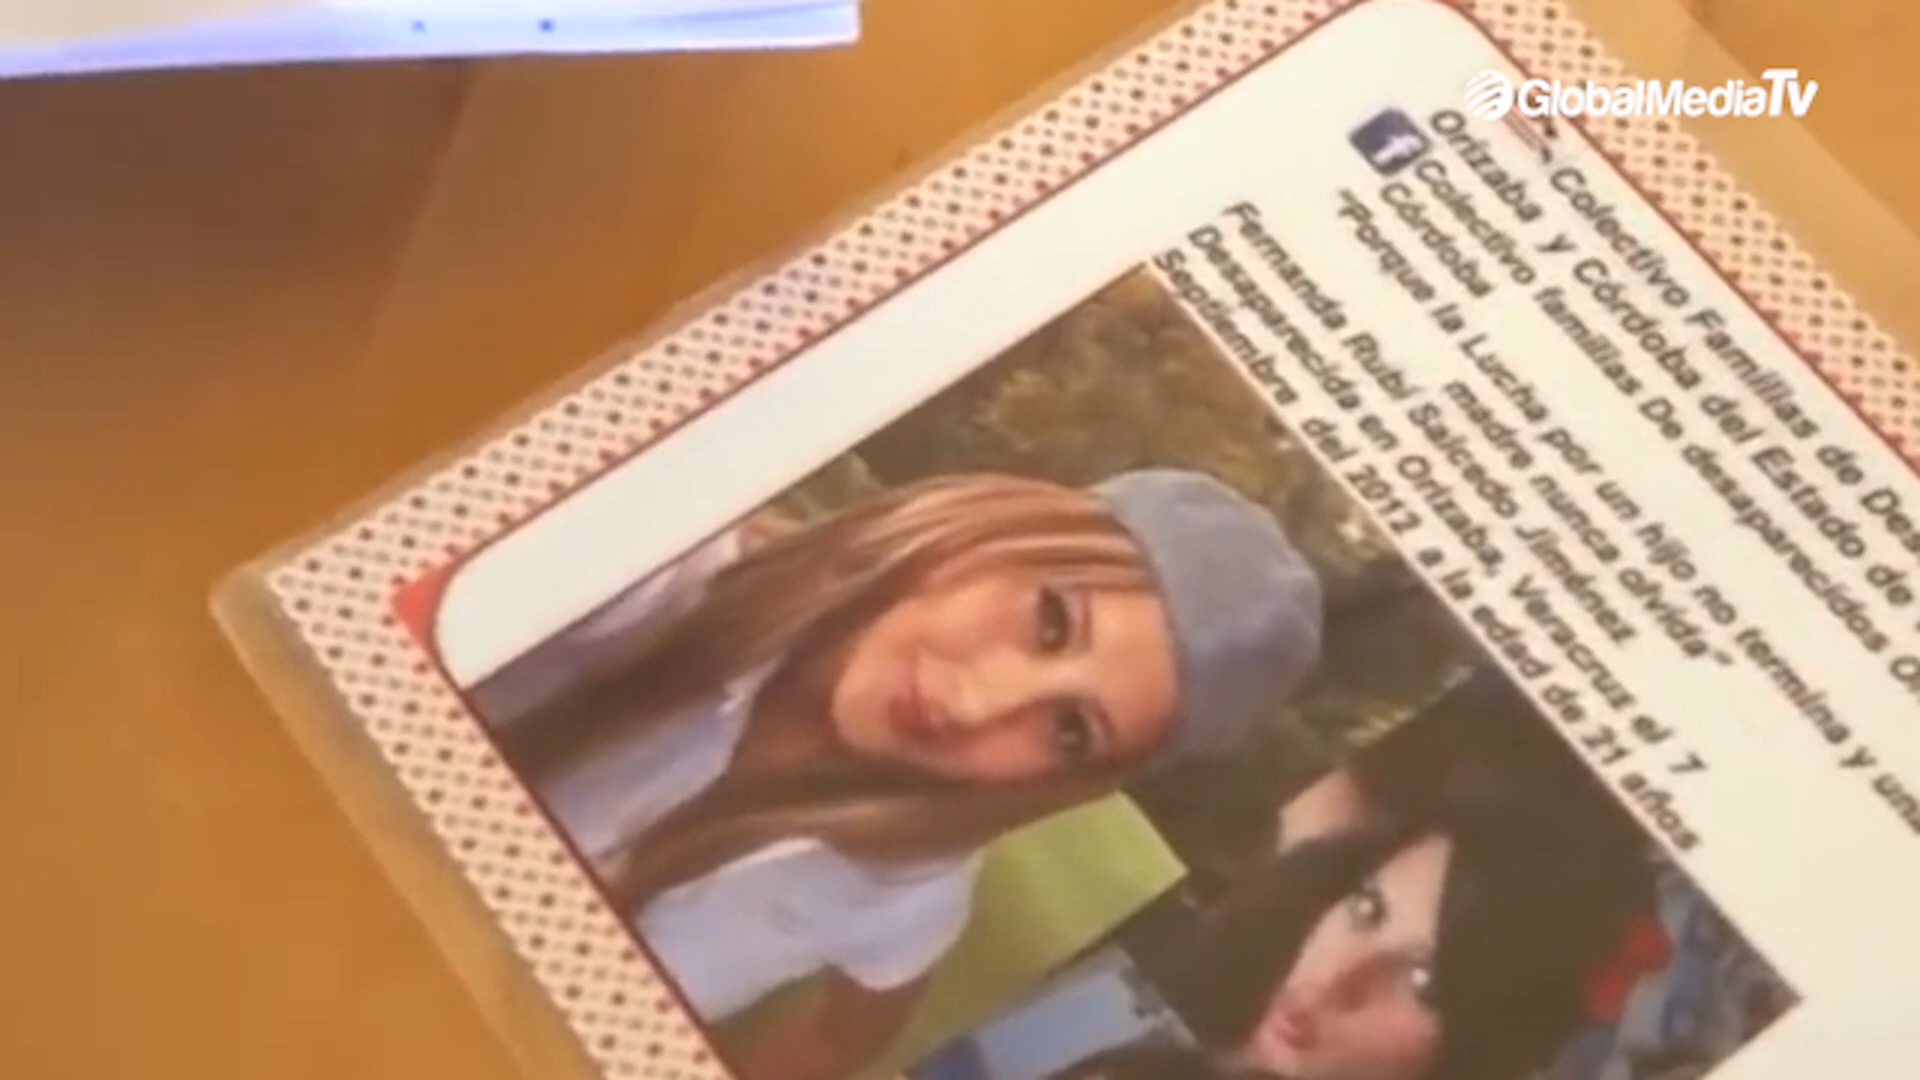 GlobalMediaTV
Colectivo Familias de
Orizaba y Córdoba del Estado de
Colectivo familias De desaparecidos
Córdoba
"Porque la Lucha por un hijo no termina y una
madre nunca olvida"
Fernanda Rubí Salcedo Jiménez
Desaparecida en Orizaba, Veracruz el 7
Septiembre del 2012 a la edad de 21 años